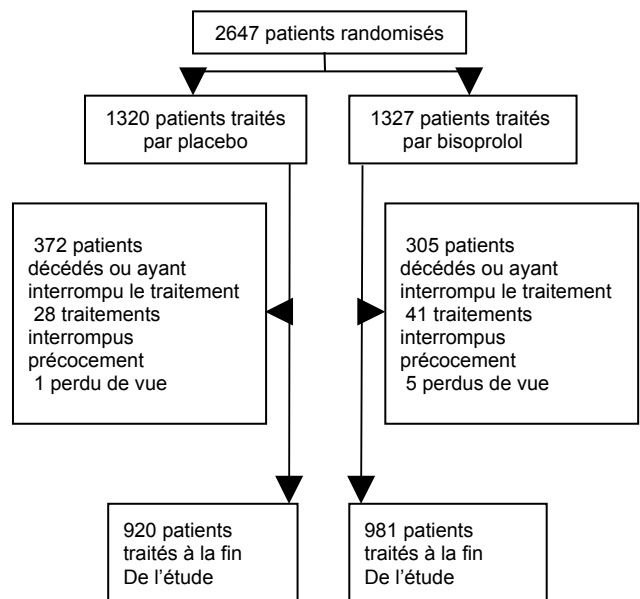 2647 patients randomisés
1320 patients traités
par placebo
1327 patients traités
par bisoprolol
372 patients
décédés ou ayant
interrompu le traitement
28 traitements
interrompus
précocement
1 perdu de vue
305 patients
décédés ou ayant
interrompu le traitement
41 traitements
interrompus
précocement
5 perdus de vue
920 patients
traités à la fin
De l’étude
981 patients
traités à la fin
De l’étude